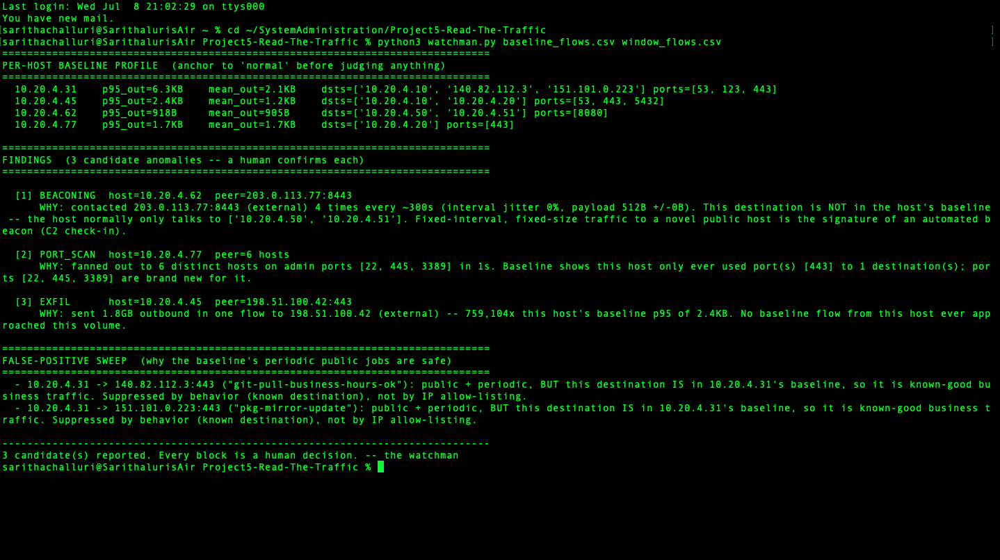 Last login: Wed Jul  8 21:02:29 on ttys000
You have new mail.
[sarithachalluri@SarithalurisAir ~ % cd ~/SystemAdministration/Project5-Read-The-Traffic ]
[sarithachalluri@SarithalurisAir Project5-Read-The-Traffic % python3 watchman.py baseline_flows.csv window_flows.csv ]
==============================================================================
PER-HOST BASELINE PROFILE  (anchor to 'normal' before judging anything)
==============================================================================
  10.20.4.31    p95_out=6.3KB    mean_out=2.1KB    dsts=['10.20.4.10', '140.82.112.3', '151.101.0.223'] ports=[53, 123, 443]
  10.20.4.45    p95_out=2.4KB    mean_out=1.2KB    dsts=['10.20.4.10', '10.20.4.20'] ports=[53, 443, 5432]
  10.20.4.62    p95_out=918B     mean_out=905B     dsts=['10.20.4.50', '10.20.4.51'] ports=[8080]
  10.20.4.77    p95_out=1.7KB    mean_out=1.7KB    dsts=['10.20.4.20'] ports=[443]
==============================================================================
FINDINGS  (3 candidate anomalies -- a human confirms each)
==============================================================================
  [1] BEACONING  host=10.20.4.62  peer=203.0.113.77:8443
      WHY: contacted 203.0.113.77:8443 (external) 4 times every ~300s (interval jitter 0%, payload 512B +/-0B). This destination is NOT in the host's baseline
 -- the host normally only talks to ['10.20.4.50', '10.20.4.51']. Fixed-interval, fixed-size traffic to a novel public host is the signature of an automated b
eacon (C2 check-in).
  [2] PORT_SCAN  host=10.20.4.77  peer=6 hosts
      WHY: fanned out to 6 distinct hosts on admin ports [22, 445, 3389] in 1s. Baseline shows this host only ever used port(s) [443] to 1 destination(s); por
ts [22, 445, 3389] are brand new for it.
  [3] EXFIL      host=10.20.4.45  peer=198.51.100.42:443
      WHY: sent 1.8GB outbound in one flow to 198.51.100.42 (external) -- 759,104x this host's baseline p95 of 2.4KB. No baseline flow from this host ever app
roached this volume.
==============================================================================
FALSE-POSITIVE SWEEP  (why the baseline's periodic public jobs are safe)
==============================================================================
  - 10.20.4.31 -> 140.82.112.3:443 ("git-pull-business-hours-ok"): public + periodic, BUT this destination IS in 10.20.4.31's baseline, so it is known-good bu
siness traffic. Suppressed by behavior (known destination), not by IP allow-listing.
  - 10.20.4.31 -> 151.101.0.223:443 ("pkg-mirror-update"): public + periodic, BUT this destination IS in 10.20.4.31's baseline, so it is known-good business t
raffic. Suppressed by behavior (known destination), not by IP allow-listing.
------------------------------------------------------------------------------
3 candidate(s) reported. Every block is a human decision. -- the watchman
sarithachalluri@SarithalurisAir Project5-Read-The-Traffic %